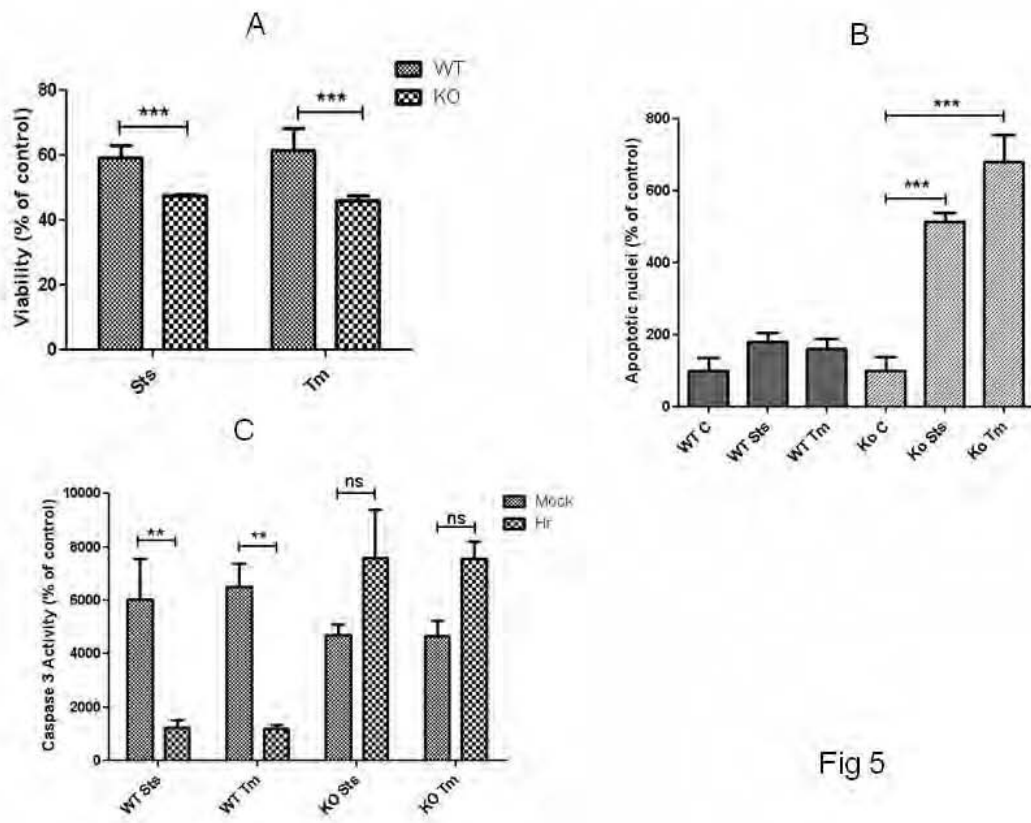 A
WT
KO
***
***
Viability (% of control)
80
60
40
20
0
Sts
Tm
B
***
***
Apoptotic nuclei (% of control)
800
600
400
200
0
WT C
WT Sts
WT Tm
Ko C
Ko Sts
Ko Tm
C
Mock
Hr
**
**
ns
ns
Caspase 3 Activity (% of control)
10000
8000
6000
4000
2000
0
WT Sts
WT Tm
KO Sts
KO Tm
Fig 5